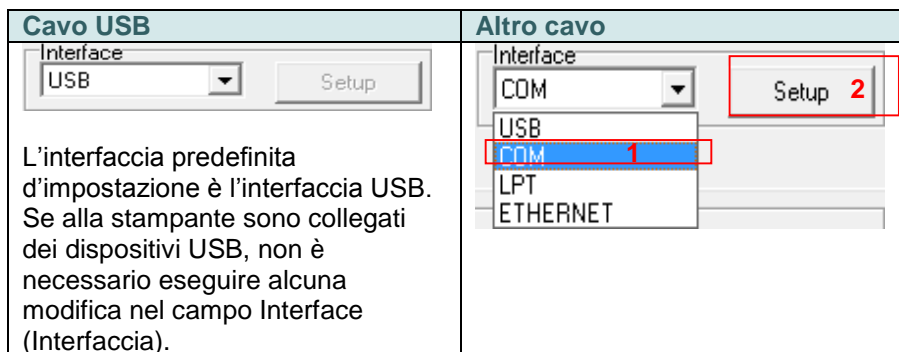 Cavo USB
Interface
USB
Setup
L'interfaccia predefinita
d'impostazione è l'interfaccia USB.
Se alla stampante sono collegati
dei dispositivi USB, non è
necessario eseguire alcuna
modifica nel campo Interface
(Interfaccia).
Altro cavo
Interface
COM
Setup 2
USB
COM 1
LPT
ETHERNET